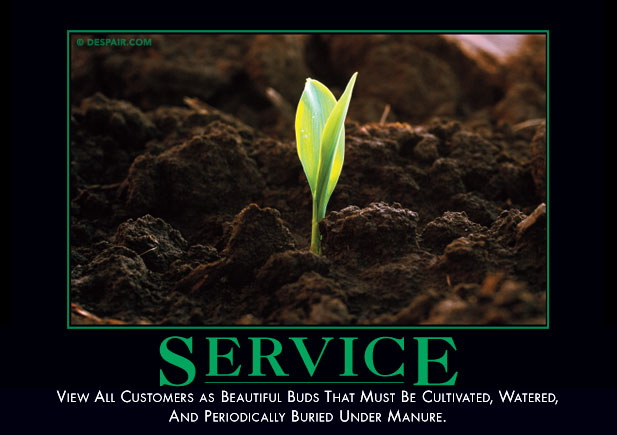 © DESPAIR.COM
SERVICE
VIEW ALL CUSTOMERS AS BEAUTIFUL BUDS THAT MUST BE CULTIVATED, WATERED,
AND PERIODICALLY BURIED UNDER MANURE.